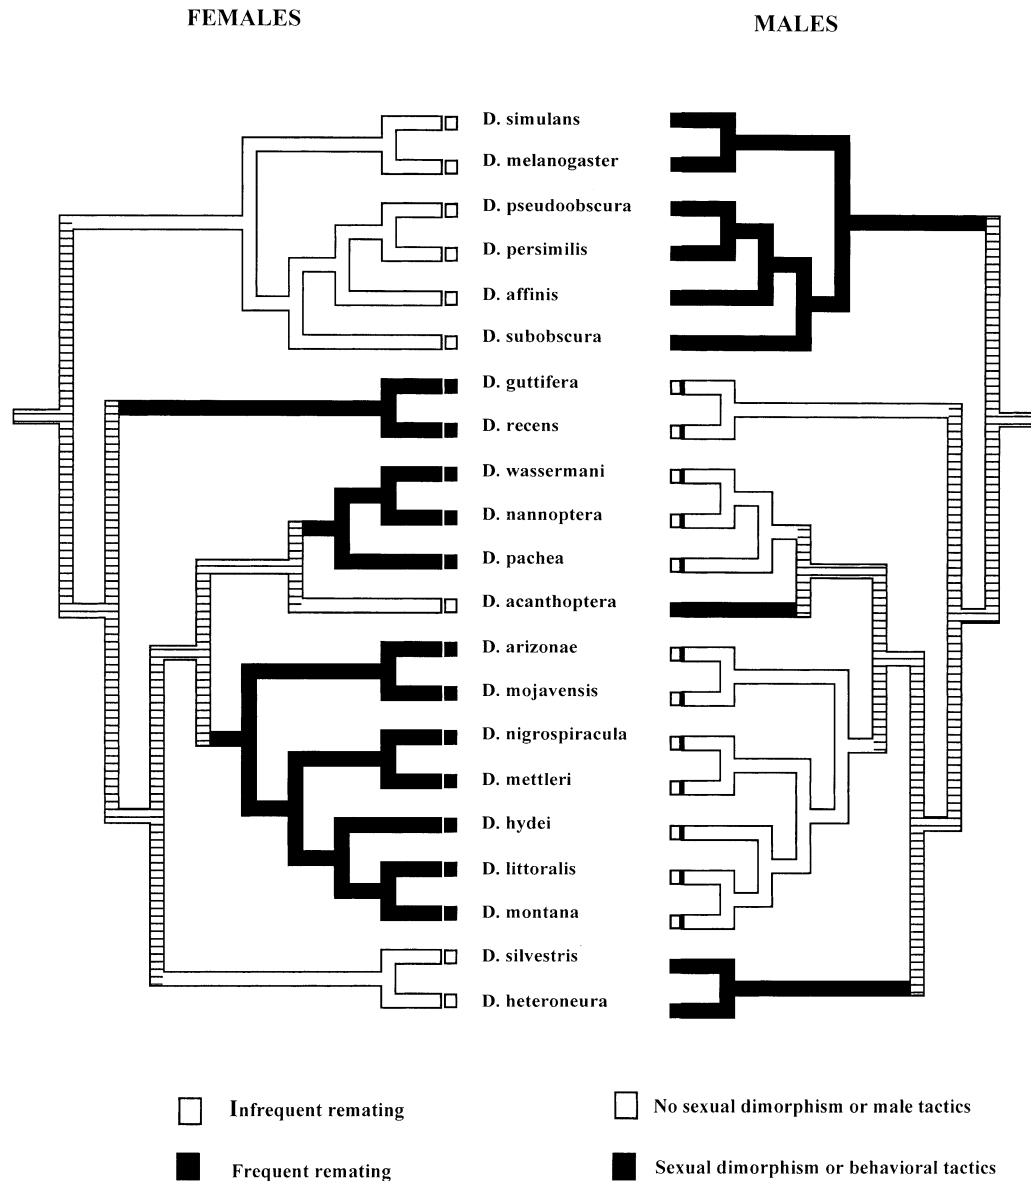 FEMALES
MALES
D. simulans
D. melanogaster
D. pseudoobscura
D. persimilis
D. affinis
D. subobscura
D. guttifera
D. recens
D. wassermani
D. nannoptera
D. pachea
D. acanthoptera
D. arizonae
D. mojavensis
D. nigrospiracula
D. mettleri
D. hydei
D. littoralis
D. montana
D. silvestris
D. heteroneura
Infrequent remating
No sexual dimorphism or male tactics
Frequent remating
Sexual dimorphism or behavioral tactics